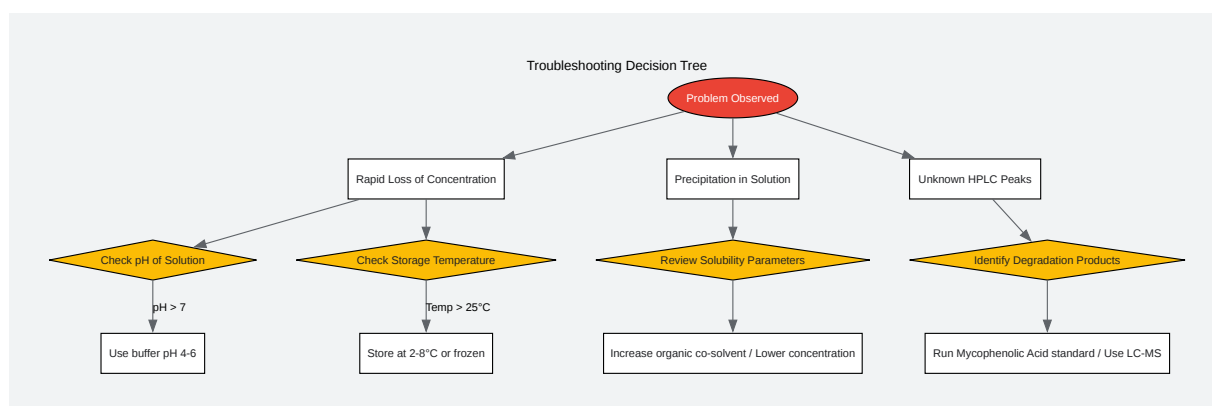 Troubleshooting Decision Tree
Problem Observed
Rapid Loss of Concentration
Precipitation in Solution
Unknown HPLC Peaks
Check pH of Solution
Check Storage Temperature
Review Solubility Parameters
Identify Degradation Products
pH > 7
Temp > 25°C
Use buffer pH 4-6
Store at 2-8°C or frozen
Increase organic co-solvent / Lower concentration
Run Mycophenolic Acid standard / Use LC-MS